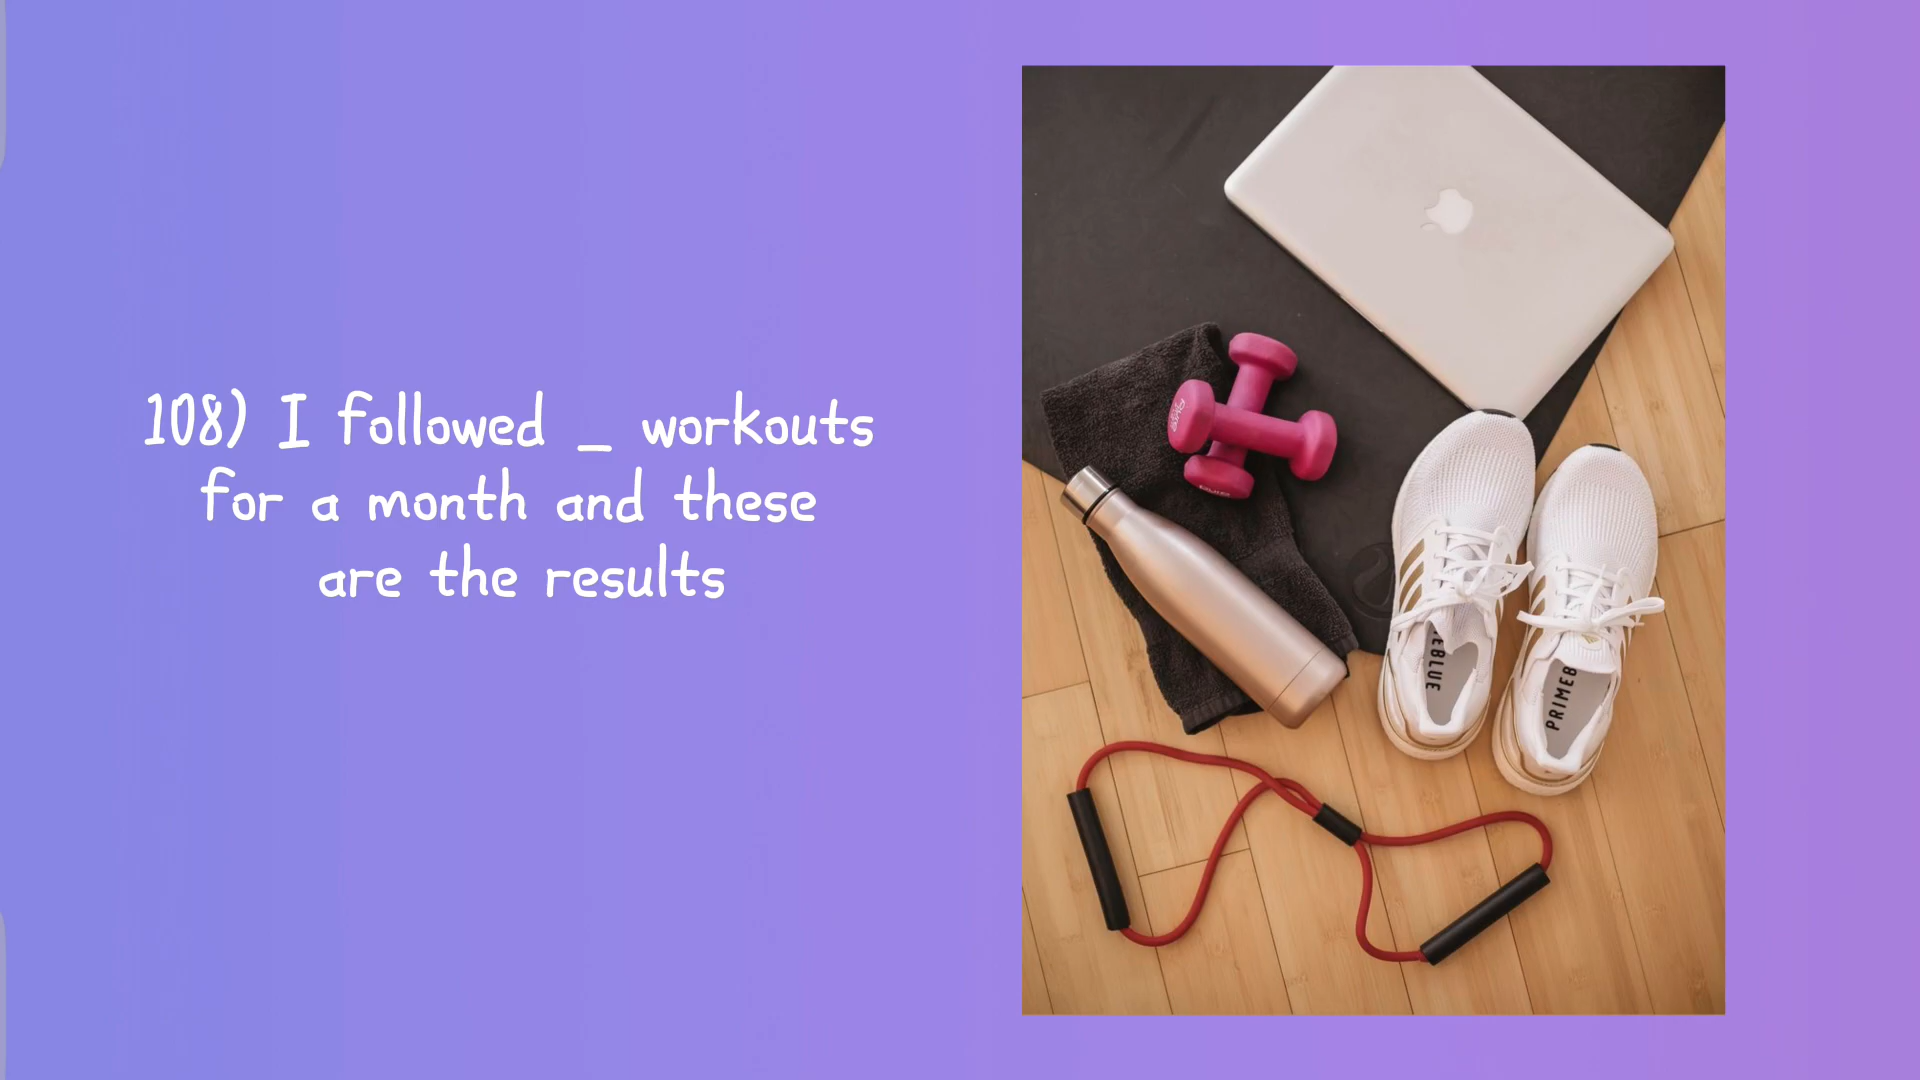 108) I followed _ workouts
for a month and these
are the results
EBLUE
PRIMEB